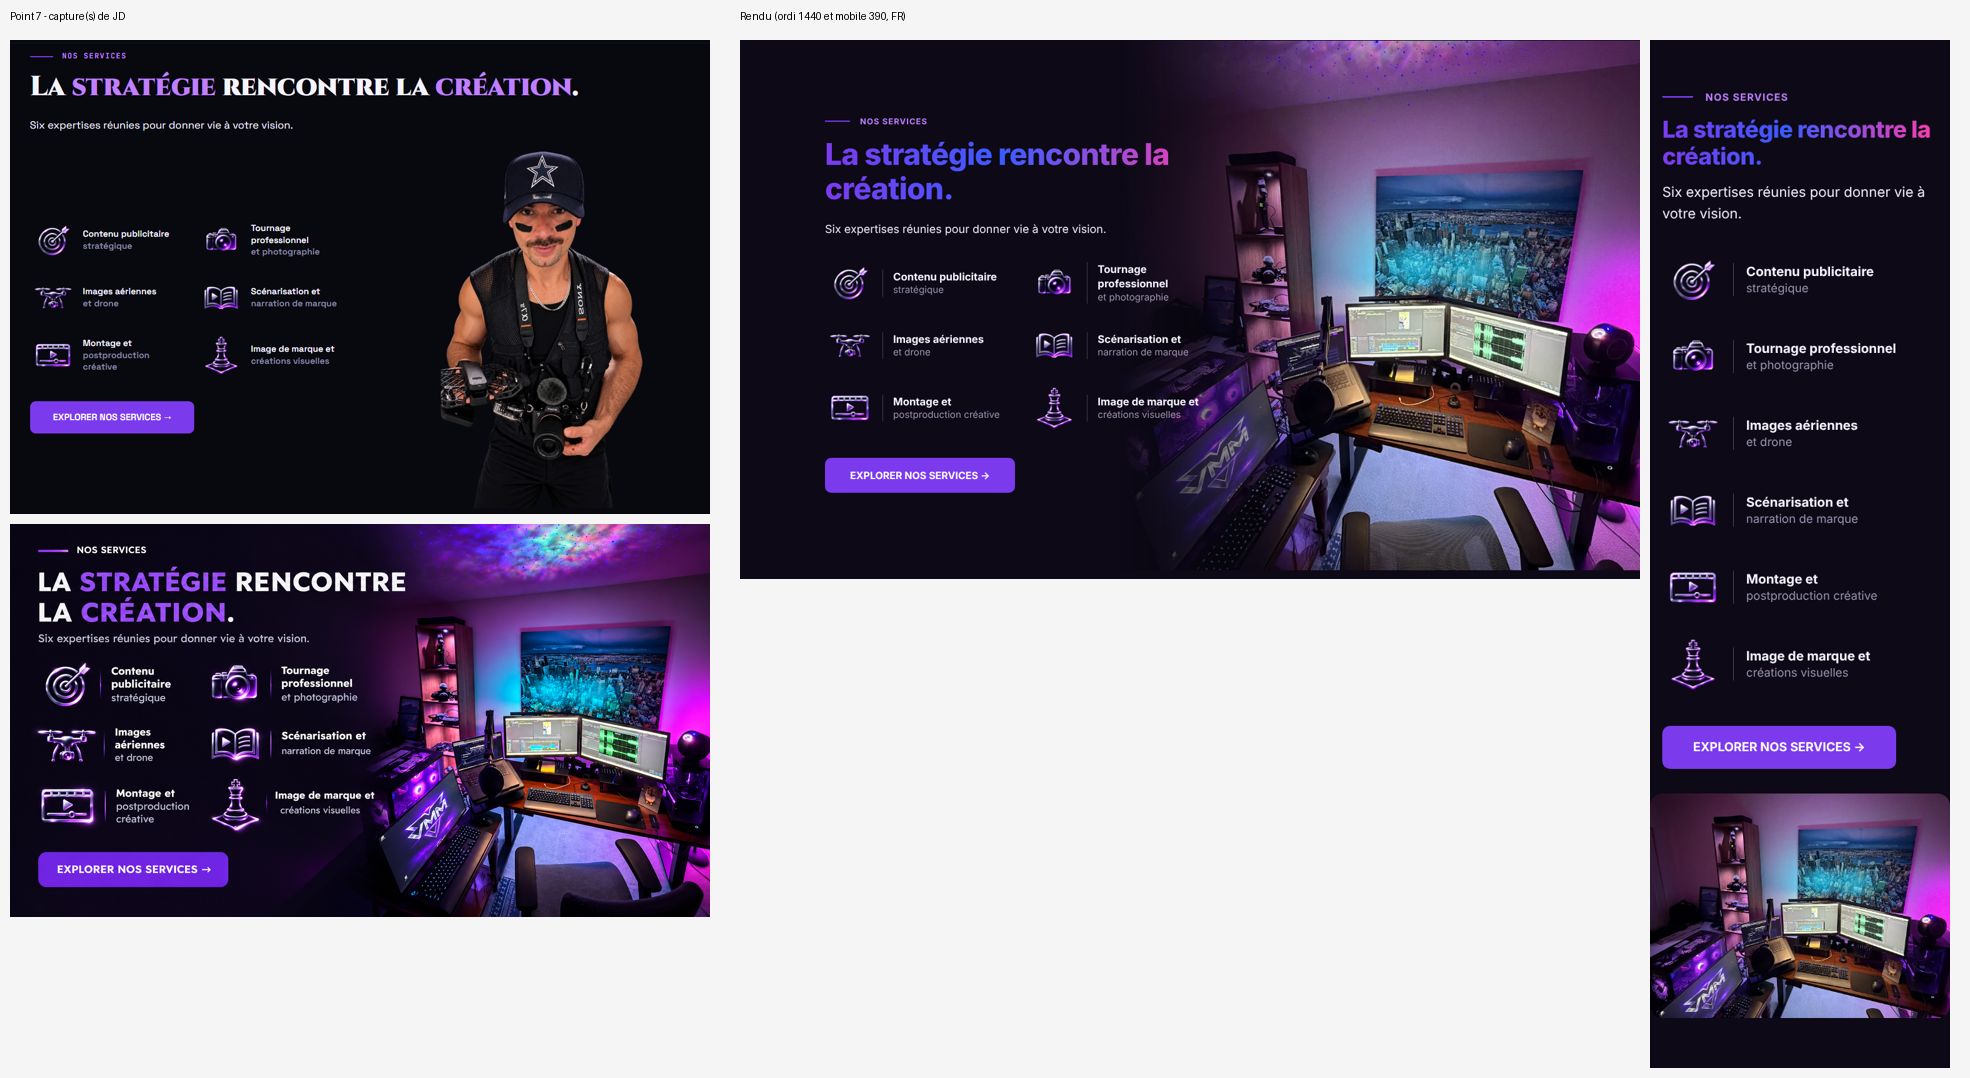 Point 7 - capture(s) de JD
NOS SERVICES
La stratégie rencontre la création.
Six expertises réunies pour donner vie à votre vision.
Contenu publicitaire
stratégique
Tournage
professionnel
et photographie
Images aériennes
et drone
Scénarisation et
narration de marque
Montage et
postproduction
créative
Image de marque et
créations visuelles
EXPLORER NOS SERVICES →
SONY
NOS SERVICES
LA STRATÉGIE RENCONTRE
LA CRÉATION.
Six expertises réunies pour donner vie à votre vision.
Contenu
publicitaire
stratégique
Tournage
professionnel
et photographie
Images
aériennes
et drone
Scénarisation et
narration de marque
Montage et
postproduction
créative
Image de marque et
créations visuelles
EXPLORER NOS SERVICES →
Rendu (ordi 1440 et mobile 390, FR)
NOS SERVICES
La stratégie rencontre la
création.
Six expertises réunies pour donner vie à votre vision.
Contenu publicitaire
stratégique
Tournage
professionnel
et photographie
Images aériennes
et drone
Scénarisation et
narration de marque
Montage et
postproduction créative
Image de marque et
créations visuelles
EXPLORER NOS SERVICES →
NOS SERVICES
La stratégie rencontre la
création.
Six expertises réunies pour donner vie à
votre vision.
Contenu publicitaire
stratégique
Tournage professionnel
et photographie
Images aériennes
et drone
Scénarisation et
narration de marque
Montage et
postproduction créative
Image de marque et
créations visuelles
EXPLORER NOS SERVICES →